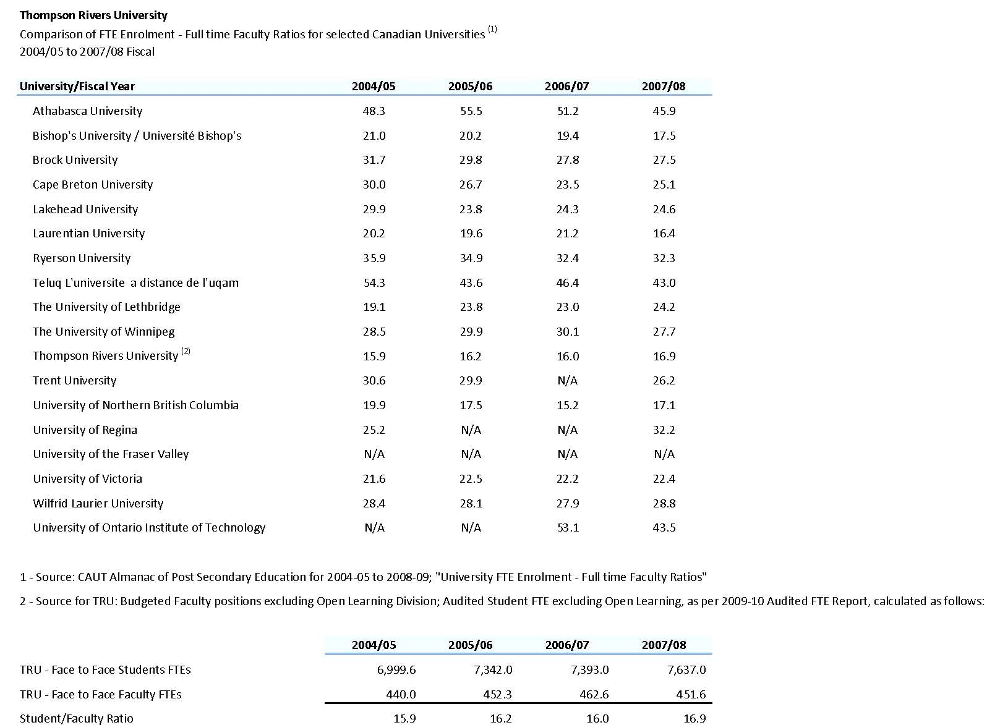 Thompson Rivers University
Comparison of FTE Enrolment - Full time Faculty Ratios for selected Canadian Universities (1)
2004/05 to 2007/08 Fiscal
University/Fiscal Year 2004/05 2005/06 2006/07 2007/08
Athabasca University 48.3 55.5 51.2 45.9
Bishop's University / Université Bishop's 21.0 20.2 19.4 17.5
Brock University 31.7 29.8 27.8 27.5
Cape Breton University 30.0 26.7 23.5 25.1
Lakehead University 29.9 23.8 24.3 24.6
Laurentian University 20.2 19.6 21.2 16.4
Ryerson University 35.9 34.9 32.4 32.3
Teluq L'universite a distance de l'uqam 54.3 43.6 46.4 43.0
The University of Lethbridge 19.1 23.8 23.0 24.2
The University of Winnipeg 28.5 29.9 30.1 27.7
Thompson Rivers University (2) 15.9 16.2 16.0 16.9
Trent University 30.6 29.9 N/A 26.2
University of Northern British Columbia 19.9 17.5 15.2 17.1
University of Regina 25.2 N/A N/A 32.2
University of the Fraser Valley N/A N/A N/A N/A
University of Victoria 21.6 22.5 22.2 22.4
Wilfrid Laurier University 28.4 28.1 27.9 28.8
University of Ontario Institute of Technology N/A N/A 53.1 43.5
1 - Source: CAUT Almanac of Post Secondary Education for 2004-05 to 2008-09; "University FTE Enrolment - Full time Faculty Ratios"
2 - Source for TRU: Budgeted Faculty positions excluding Open Learning Division; Audited Student FTE excluding Open Learning, as per 2009-10 Audited FTE Report, calculated as follows:
2004/05 2005/06 2006/07 2007/08
TRU - Face to Face Students FTEs 6,999.6 7,342.0 7,393.0 7,637.0
TRU - Face to Face Faculty FTEs 440.0 452.3 462.6 451.6
Student/Faculty Ratio 15.9 16.2 16.0 16.9